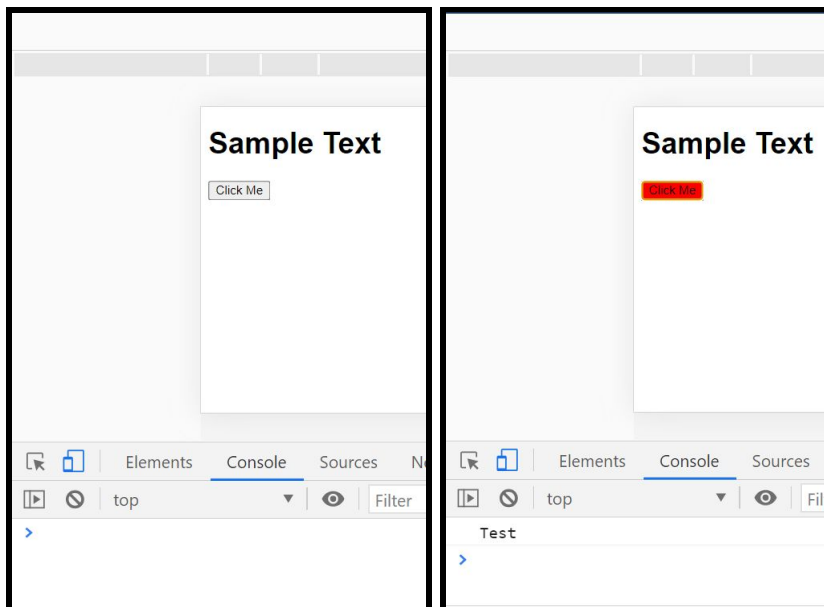 Sample Text
Click Me
Elements Console Sources
top Filter
Sample Text
Click Me
Elements Console Sources
top
Test